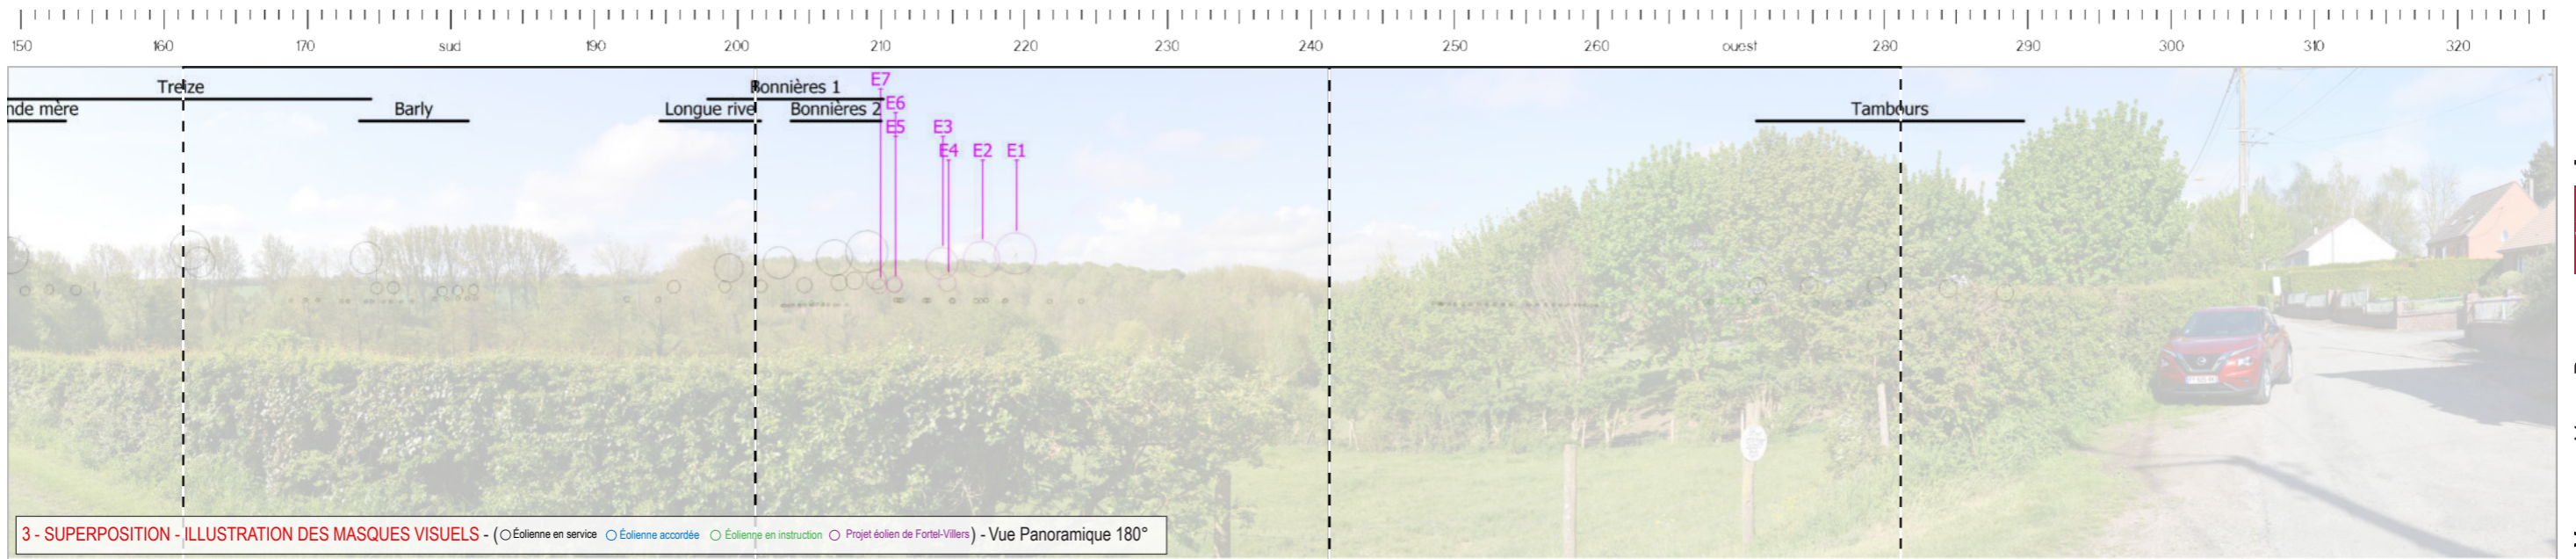 150 160 170 sud 190 200 210 220 230 240 250 260 ouest 280 290 300 310 320
Treize Bonnières 1 E7
nde mère Barly Longue rive Bonnières 2 E6 Tambours
E5 E3
E4 E2 E1
3 - SUPERPOSITION - ILLUSTRATION DES MASQUES VISUELS - ( Éolienne en service Éolienne accordée Éolienne en instruction Projet éolien de Fortel-Villers ) - Vue Panoramique 180°